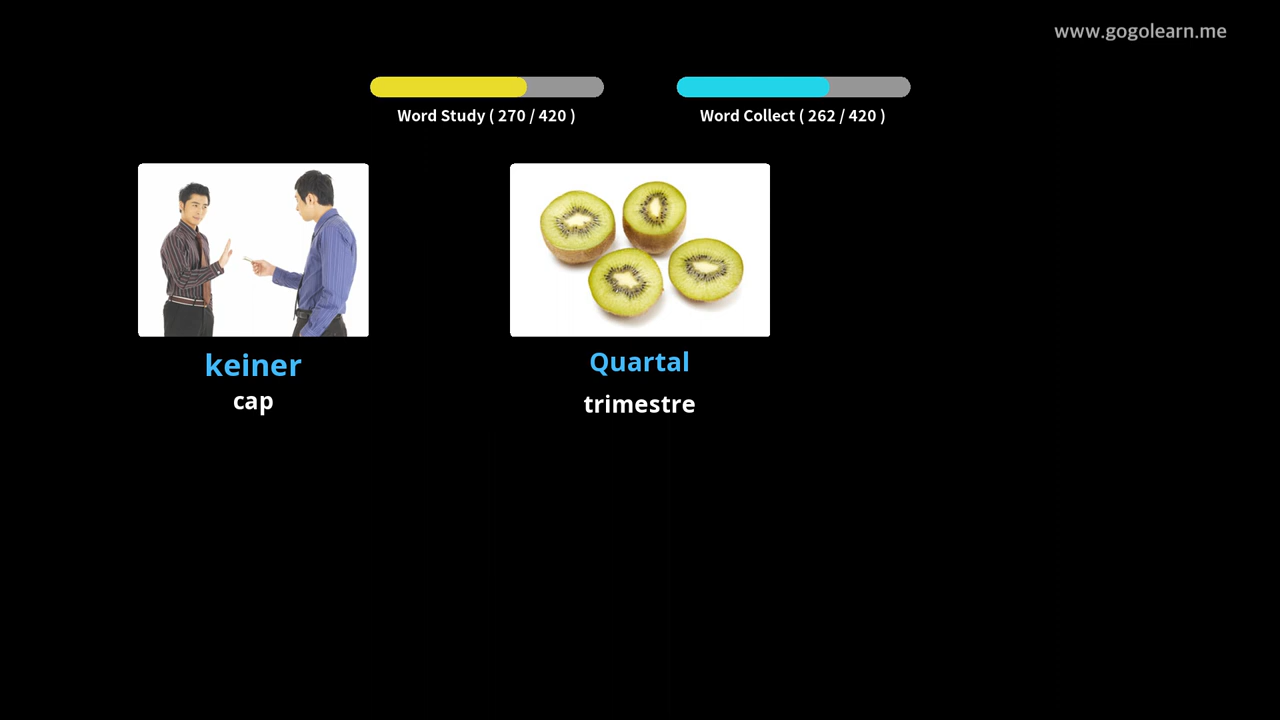 www.gogolearn.me
Word Study ( 270 / 420 )
Word Collect ( 262 / 420 )
keiner
cap
Quartal
trimestre